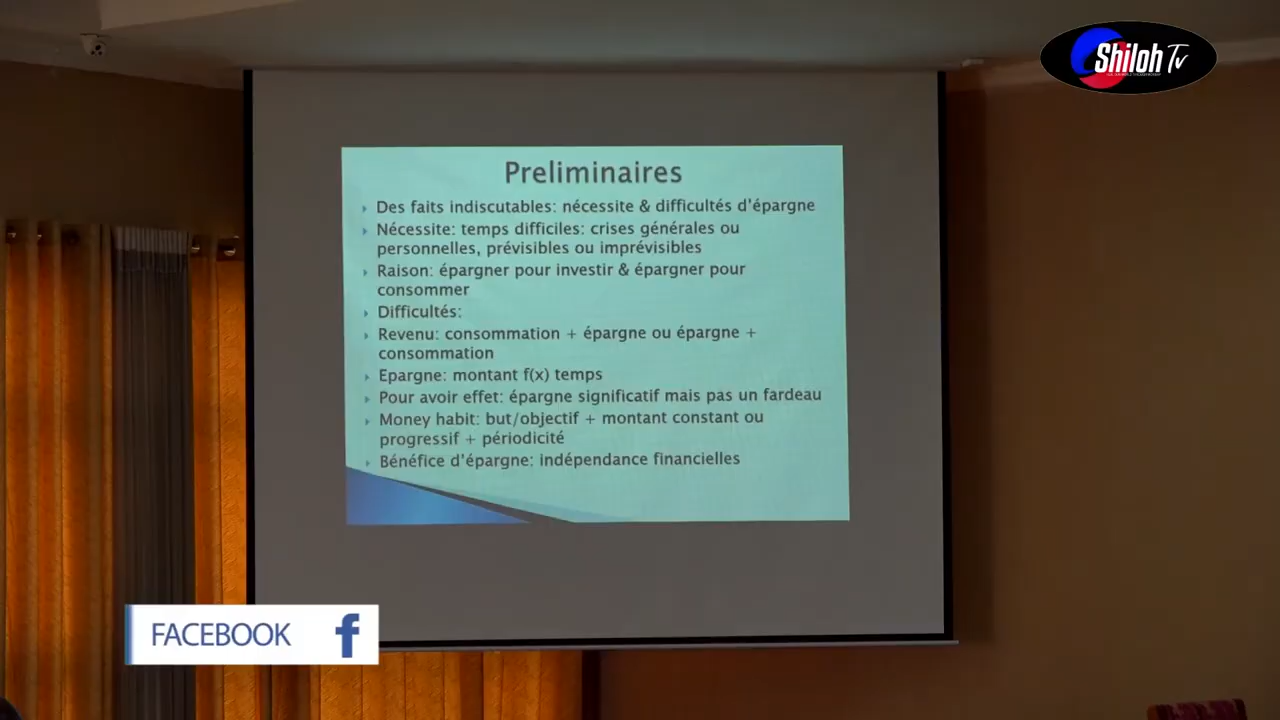 Shiloh Tv
Preliminaires
Des faits indiscutables: nécessite & difficultés d'épargne
Nécessite: temps difficiles: crises générales ou
personnelles, prévisibles ou imprévisibles
Raison: épargner pour investir & épargner pour
consommer
Difficultés:
Revenu: consommation + épargne ou épargne +
consommation
Epargne: montant f(x) temps
Pour avoir effet: épargne significatif mais pas un fardeau
Money habit: but/objectif + montant constant ou
progressif + périodicité
Bénéfice d'épargne: indépendance financielles
FACEBOOK f